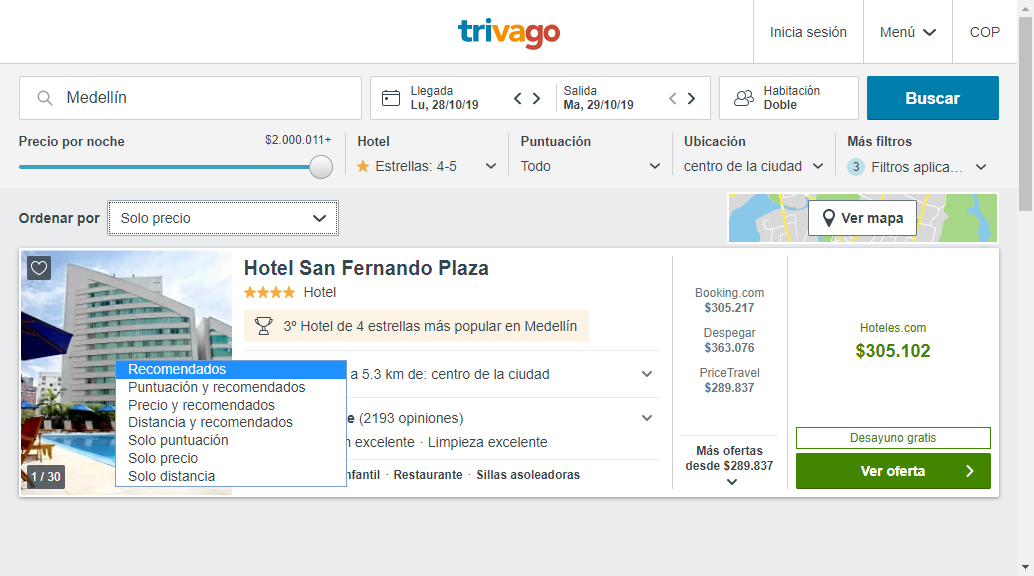 trivago
Inicia sesión
Menú
COP
Medellín
Llegada
Lu, 28/10/19
Salida
Ma, 29/10/19
Habitación
Doble
Buscar
Precio por noche
$2.000.011+
Hotel
Estrellas: 4-5
Puntuación
Todo
Ubicación
centro de la ciudad
Más filtros
3 Filtros aplica...
Ordenar por
Solo precio
Ver mapa
Hotel San Fernando Plaza
Hotel
3º Hotel de 4 estrellas más popular en Medellín
a 5.3 km de: centro de la ciudad
(2193 opiniones)
excelente · Limpieza excelente
Restaurante · Sillas asoleadoras
1 / 30
Recomendados
Puntuación y recomendados
Precio y recomendados
Distancia y recomendados
Solo puntuación
Solo precio
Solo distancia
Booking.com
$305.217
Despegar
$363.076
PriceTravel
$289.837
Más ofertas
desde $289.837
Hoteles.com
$305.102
Desayuno gratis
Ver oferta